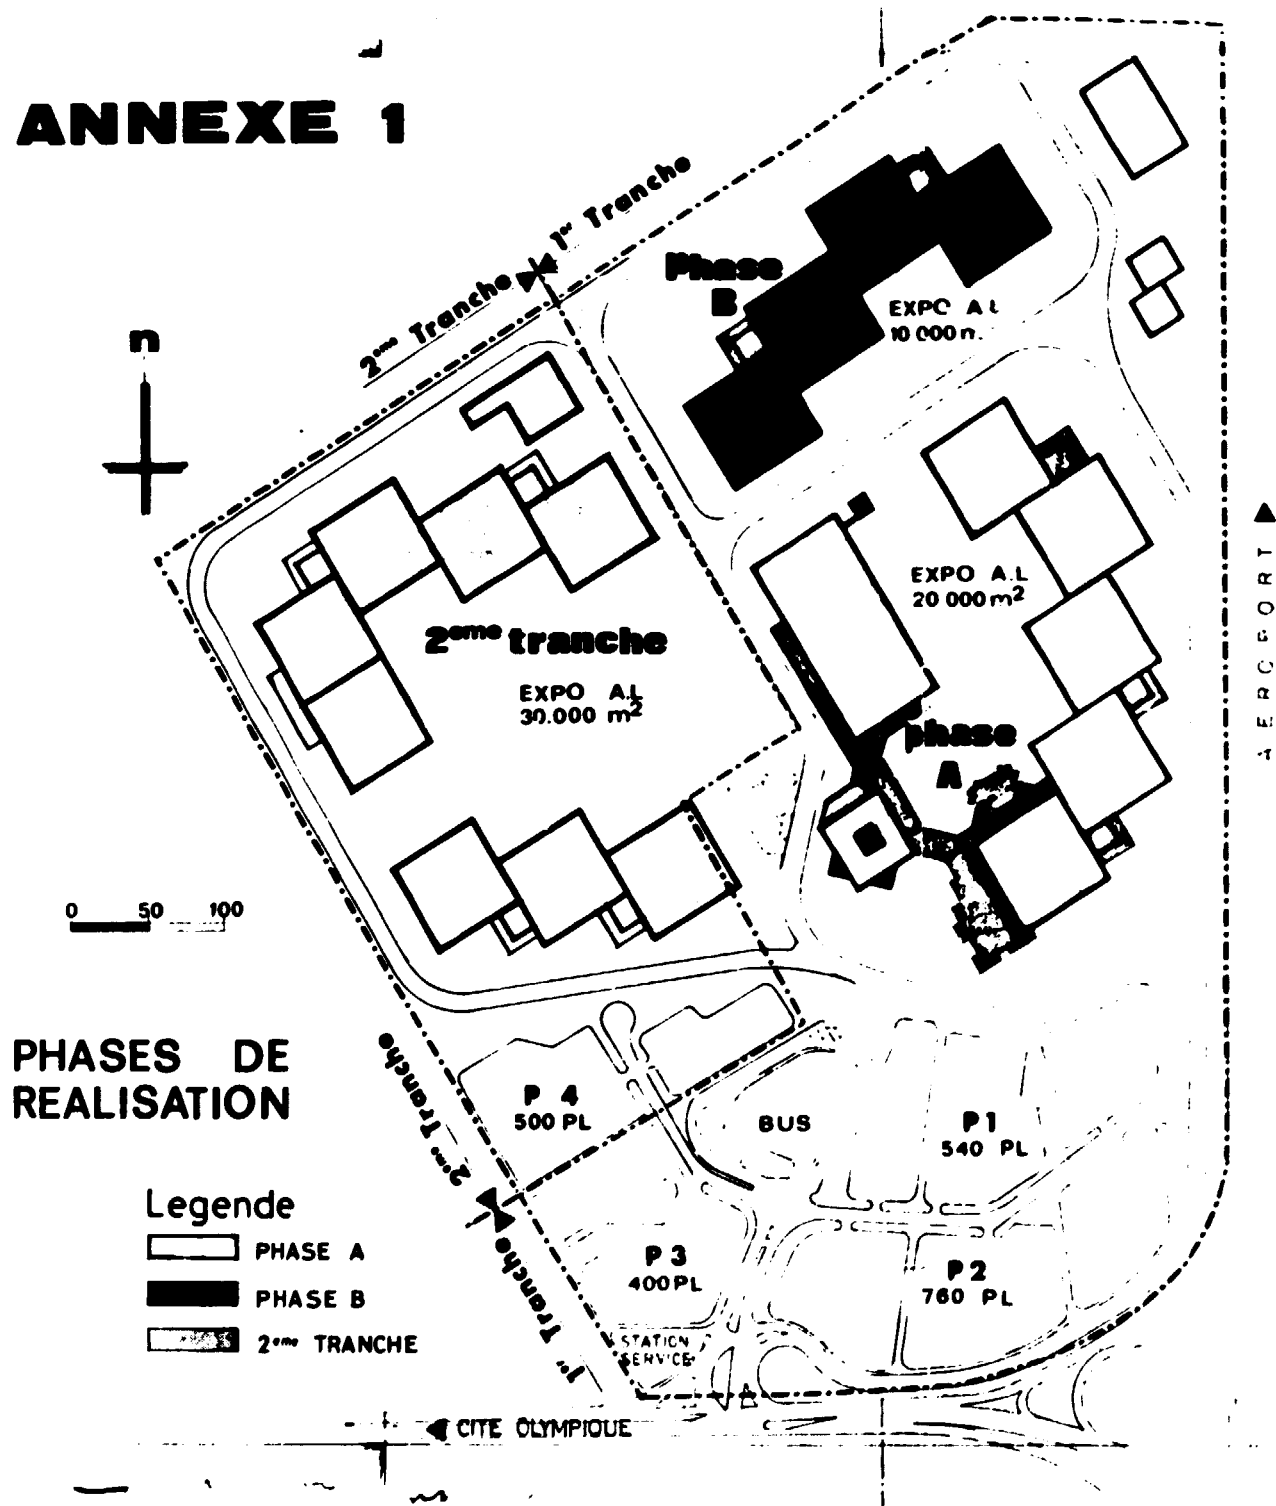 ANNEXE 1
1er Tranche
2eme Tranche
Phase
B
EXPO A.L
10 000
n
EXPO A.L
20 000 m2
2eme tranche
EXPO A.L
30.000 m2
phase
A
AEROPORT
0 50 100
PHASES DE
REALISATION
2eme Tranche
1er Tranche
P 4
500 PL
BUS
P1
540 PL
P 3
400 PL
P2
760 PL
STATION
SERVICE
Legende
PHASE A
PHASE B
2eme TRANCHE
CITE OLYMPIQUE